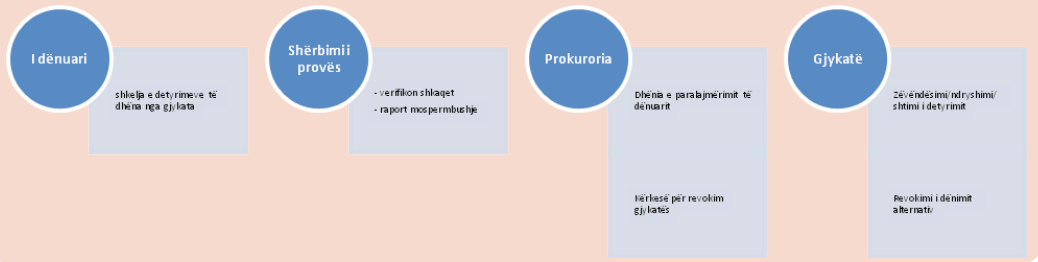 I dënuari
shkelja e detyrimeve të
dhëna nga gjykata
Shërbimi i
provës
- verifikon shkaqet
- raport mospermbushje
Prokuroria
Dhënia e paralajmërimit të
dënuarit
Kërkesë për revokim
gjykatës
Gjykatë
Zëvëndësimi/ndryshimi/
shtimi i detyrimit
Revokimi i dënimit
alternativ